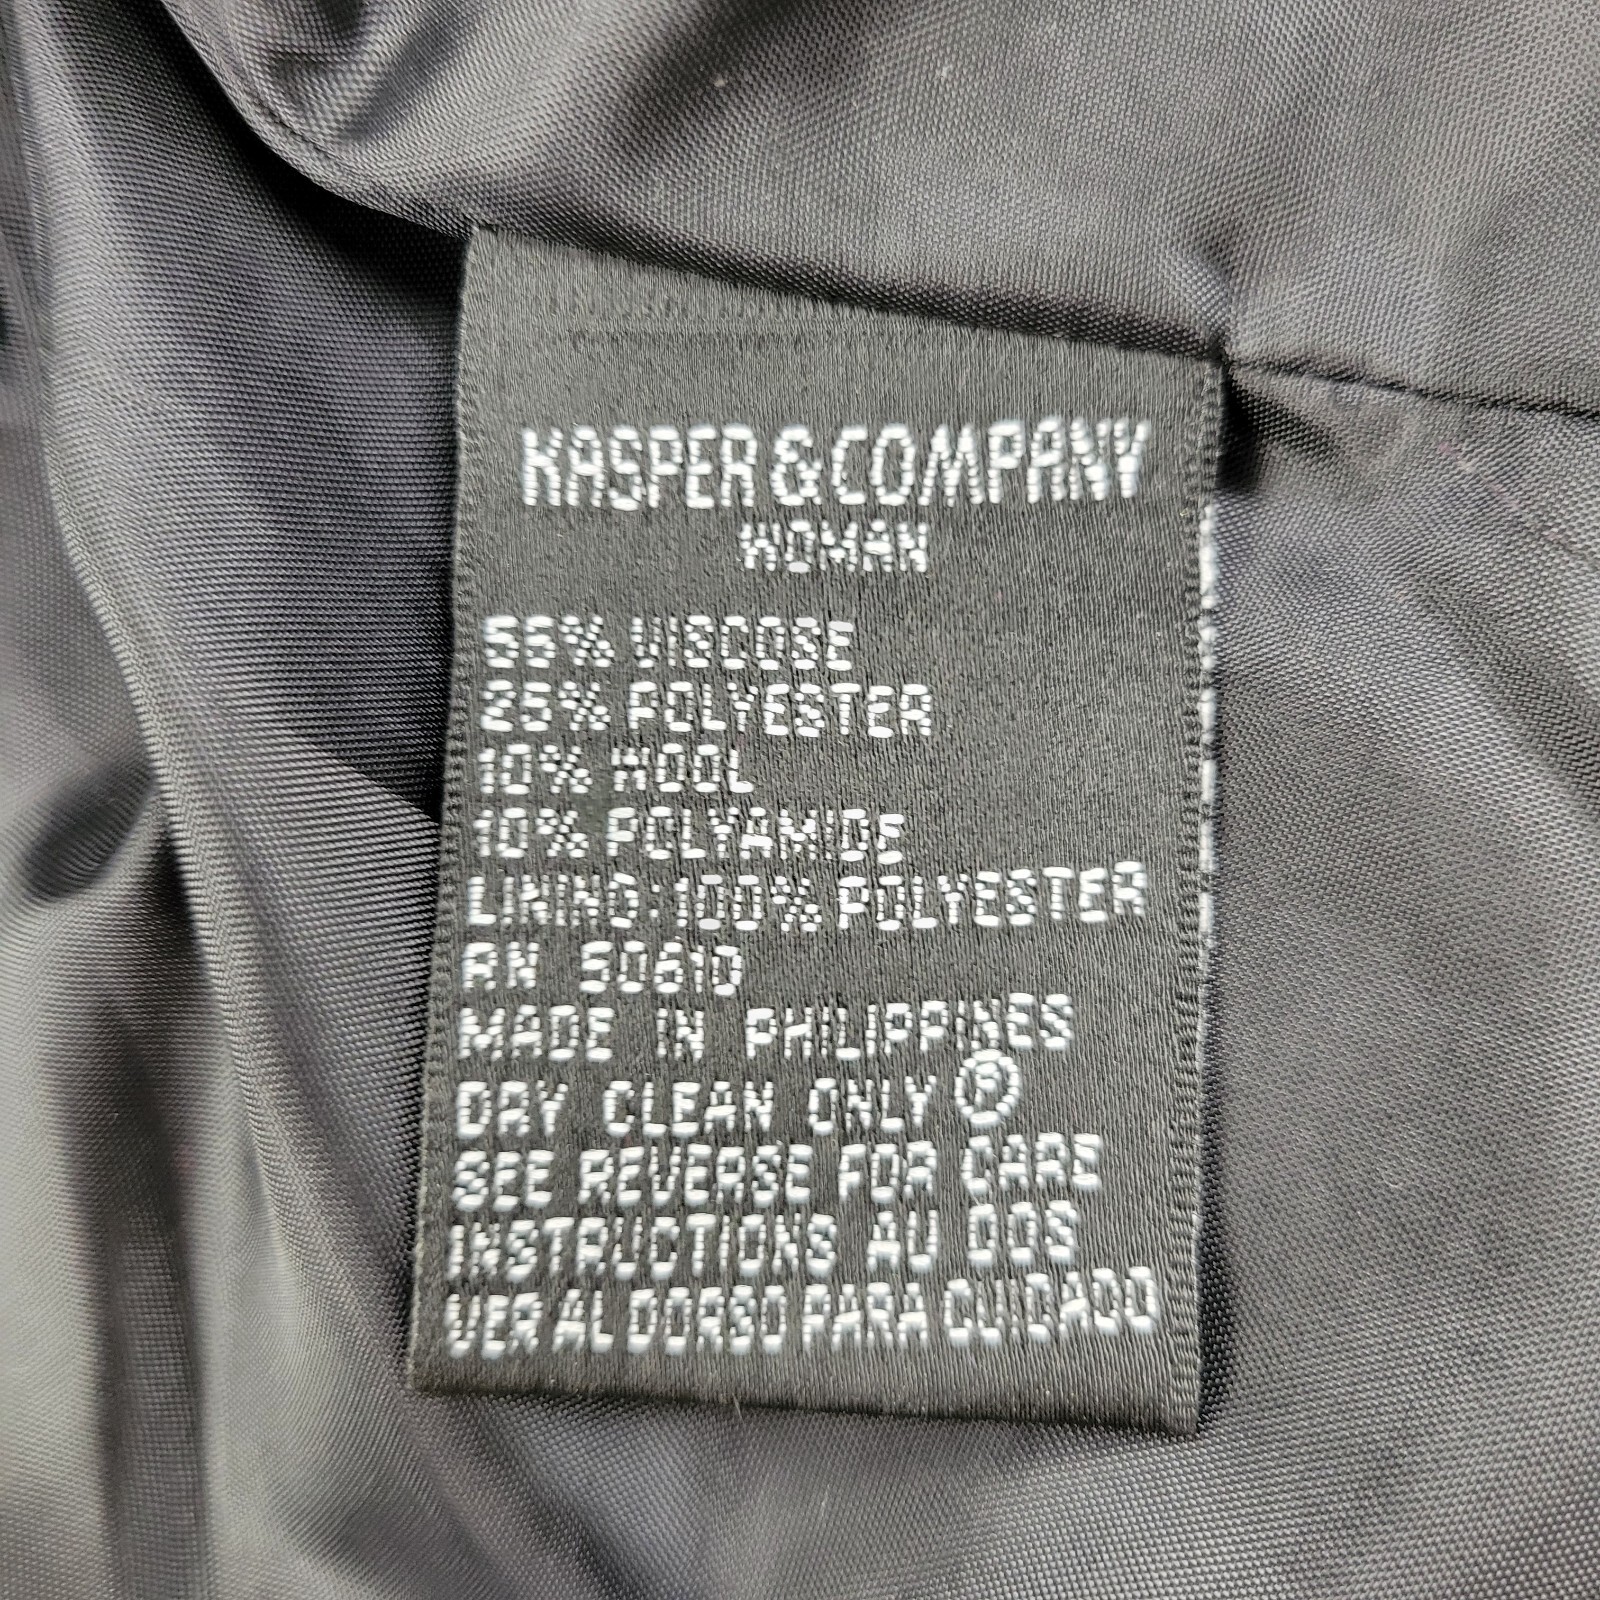 KASPER & COMPANY
WOMAN
55% VISCOSE
25% POLYESTER
10% WOOL
10% POLYAMIDE
LINING:100% POLYESTER
RN 50610
MADE IN PHILIPPINES
DRY CLEAN ONLY Ⓟ
SEE REVERSE FOR CARE
INSTRUCTIONS AU DOS
VER AL DORSO PARA CUIDADO